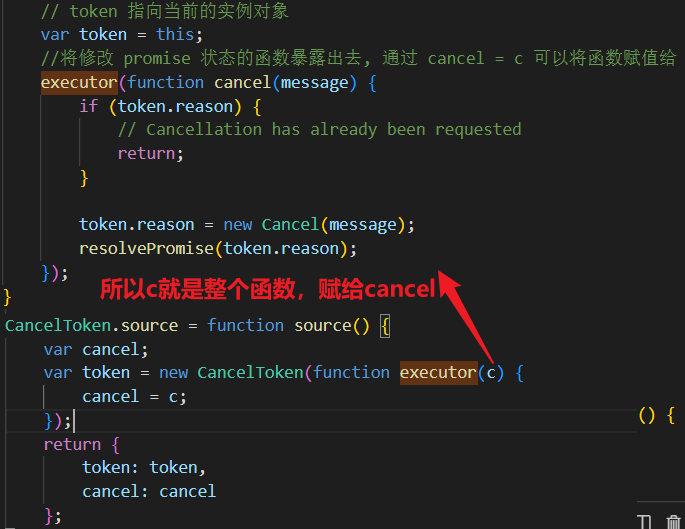 // token 指向当前的实例对象
var token = this;
//将修改 promise 状态的函数暴露出去, 通过 cancel = c 可以将函数赋值给
executor(function cancel(message) {
if (token.reason) {
// Cancellation has already been requested
return;
}
token.reason = new Cancel(message);
resolvePromise(token.reason);
});
所以c就是整个函数，赋给cancel
}
CancelToken.source = function source() {
var cancel;
var token = new CancelToken(function executor(c) {
cancel = c;
});
() {
return {
token: token,
cancel: cancel
};